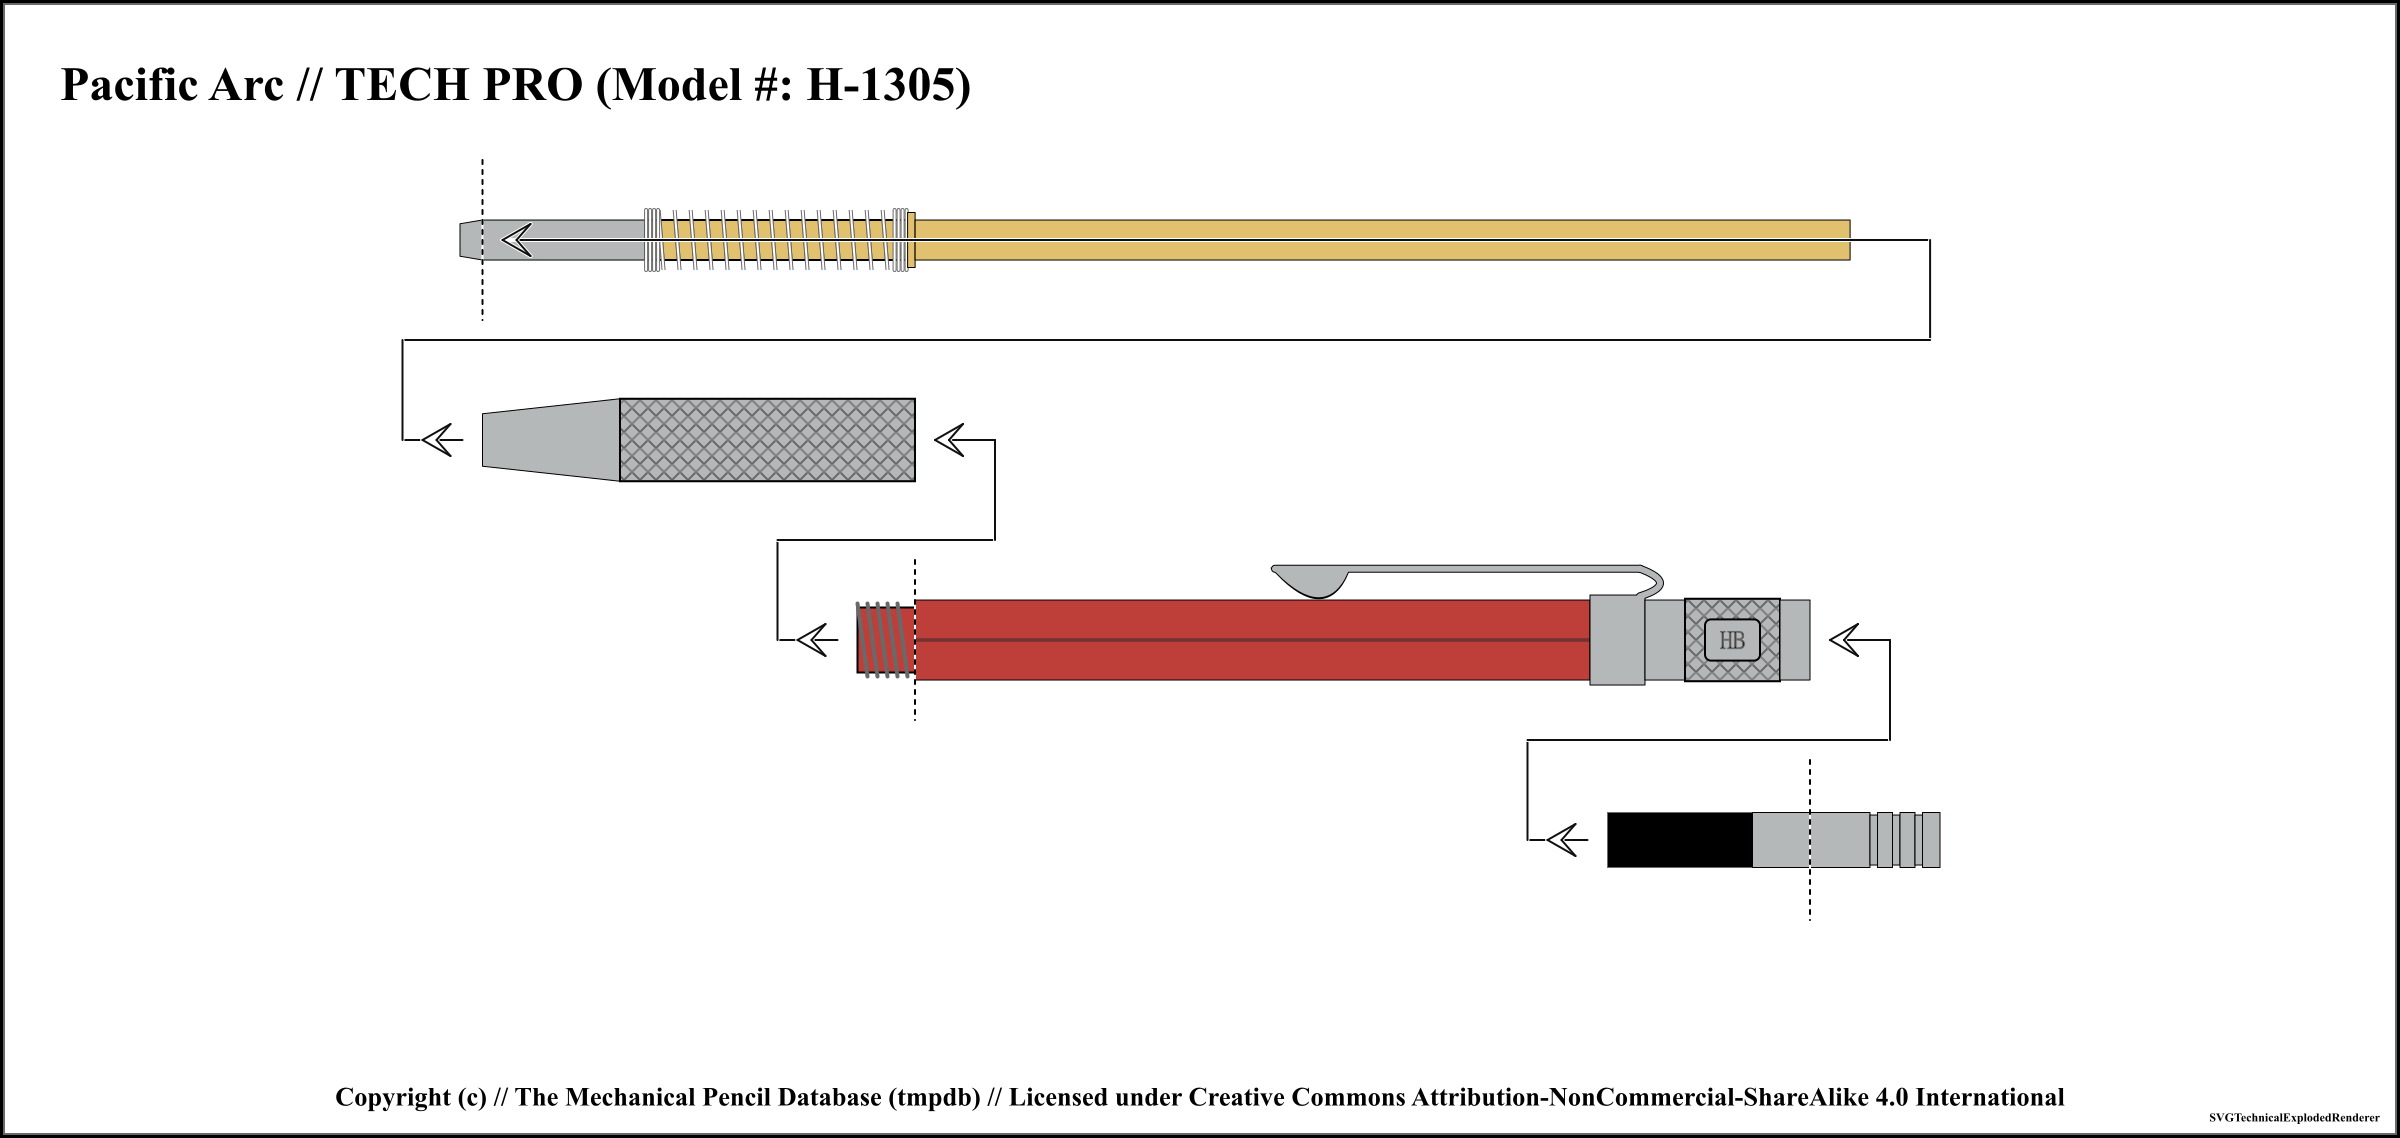 Pacific Arc // TECH PRO (Model #: H-1305)
HB
Copyright (c) // The Mechanical Pencil Database (tmpdb) // Licensed under Creative Commons Attribution-NonCommercial-ShareAlike 4.0 International
SVGTechnicalExplodedRenderer